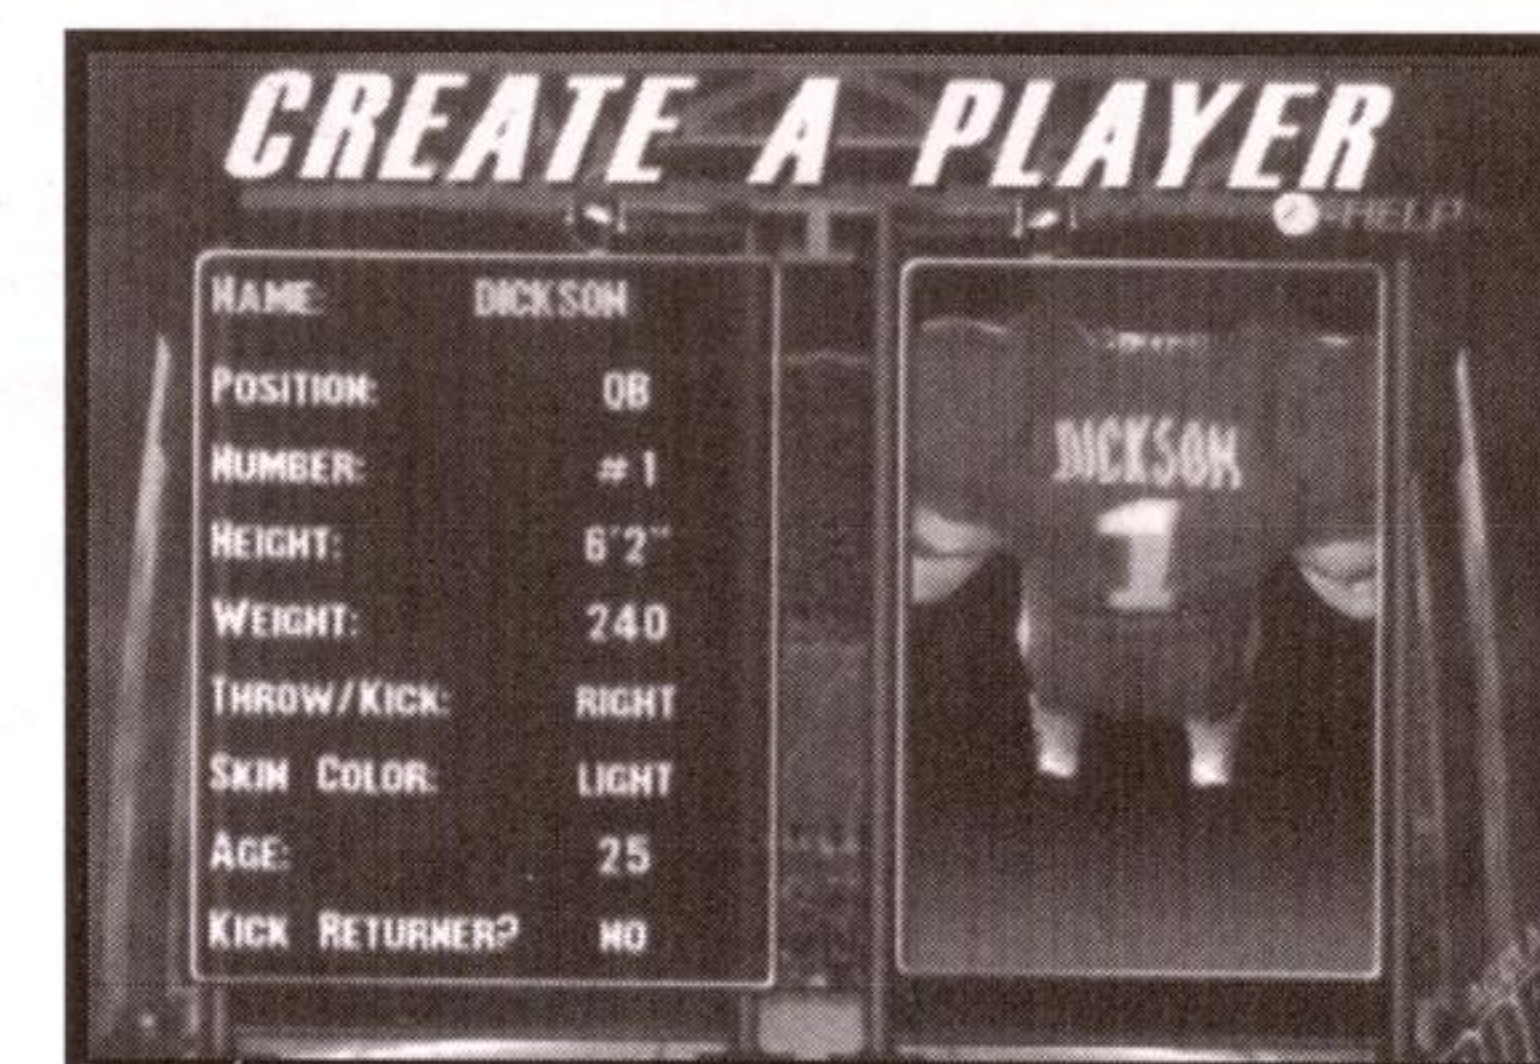 CREATE A PLAYER
HELP
NAME: DICKSON
POSITION: QB
NUMBER: #1
HEIGHT: 6'2"
WEIGHT: 240
THROW/KICK: RIGHT
SKIN COLOR: LIGHT
AGE: 25
KICK RETURNER? NO
DICKSON
1